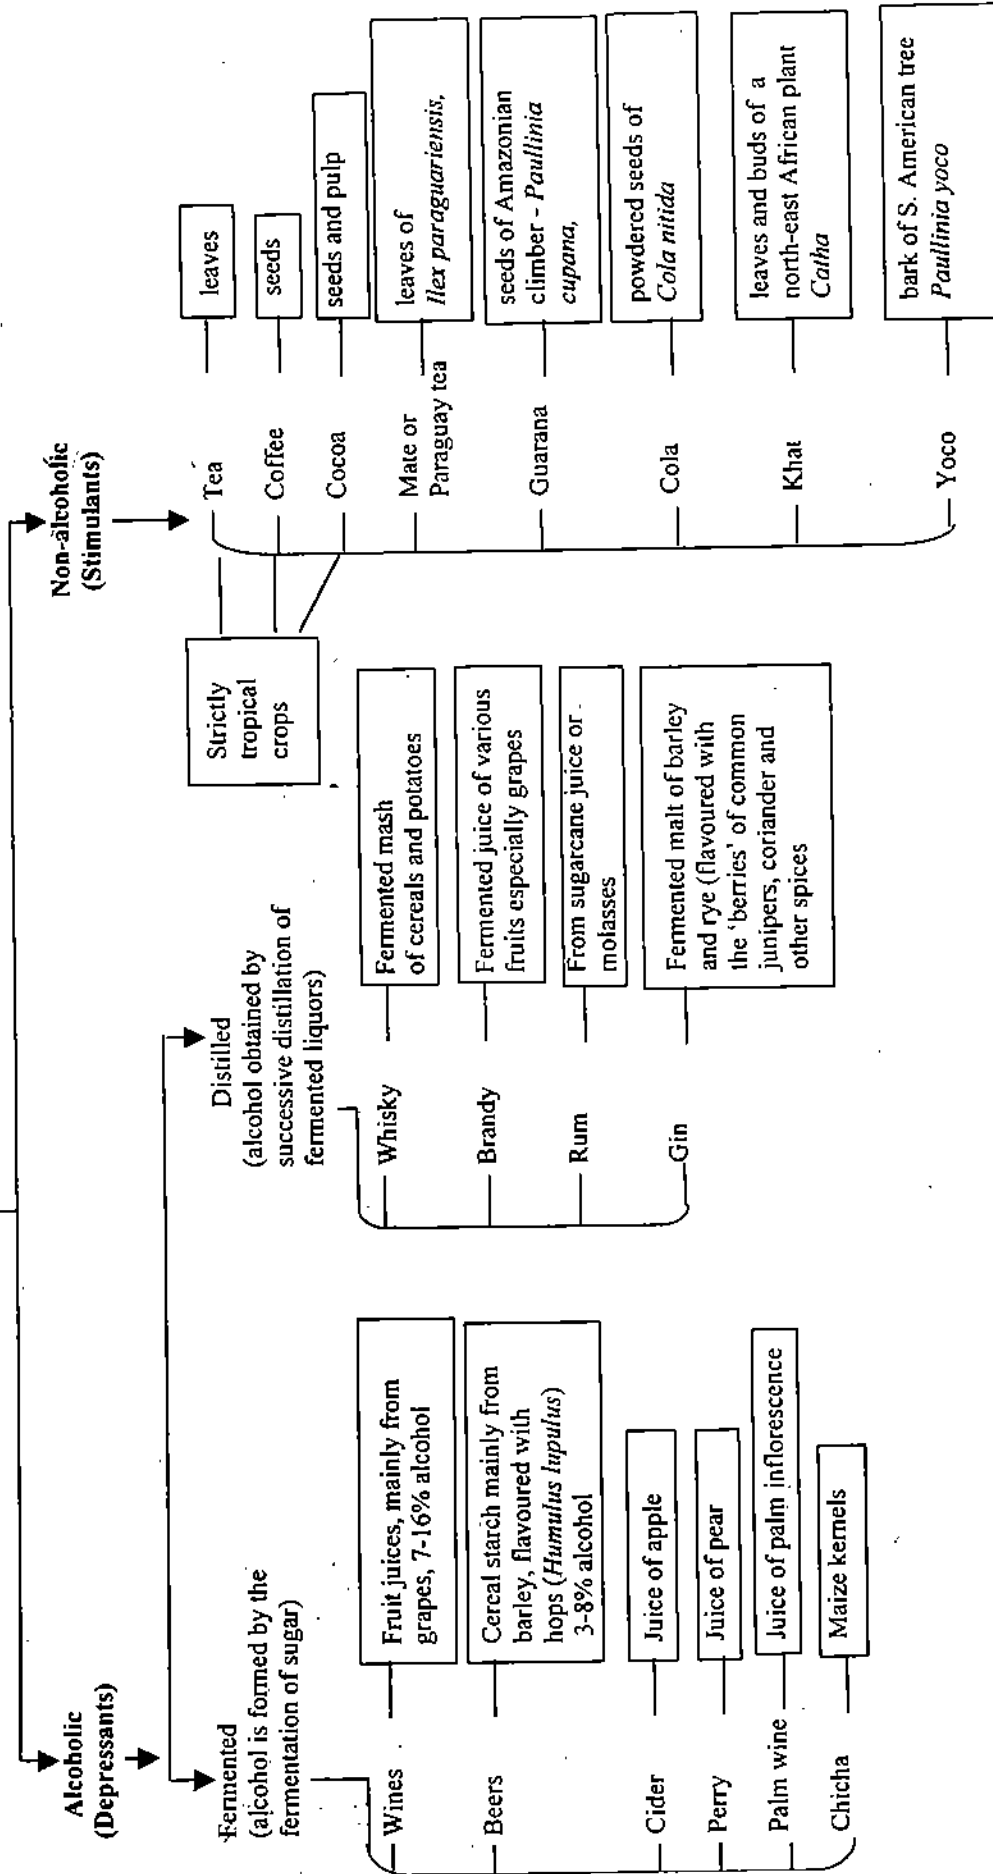 Alcoholic
(Depressants)
Fermented
(alcohol is formed by the
fermentation of sugar)
Wines
Fruit juices, mainly from
grapes, 7-16% alcohol
Beers
Cereal starch mainly from
barley, flavoured with
hops (Humulus lupulus)
3-8% alcohol
Cider
Juice of apple
Perry
Juice of pear
Palm wine
Juice of palm inflorescence
Chicha
Maize kernels
Distilled
(alcohol obtained by
successive distillation of
fermented liquors)
Whisky
Fermented mash
of cereals and potatoes
Brandy
Fermented juice of various
fruits especially grapes
Rum
From sugarcane juice or
molasses
Gin
Fermented malt of barley
and rye (flavoured with
the 'berries' of common
junipers, coriander and
other spices
Non-alcoholic
(Stimulants)
Strictly
tropical
crops
Tea
leaves
Coffee
seeds
Cocoa
seeds and pulp
Mate or
Paraguay tea
leaves of
Ilex paraguariensis,
Guarana
seeds of Amazonian
climber - Paullinia
cupana,
Cola
powdered seeds of
Cola nitida
Khat
leaves and buds of a
north-east African plant
Catha
Yoco
bark of S. American tree
Paullinia yoco